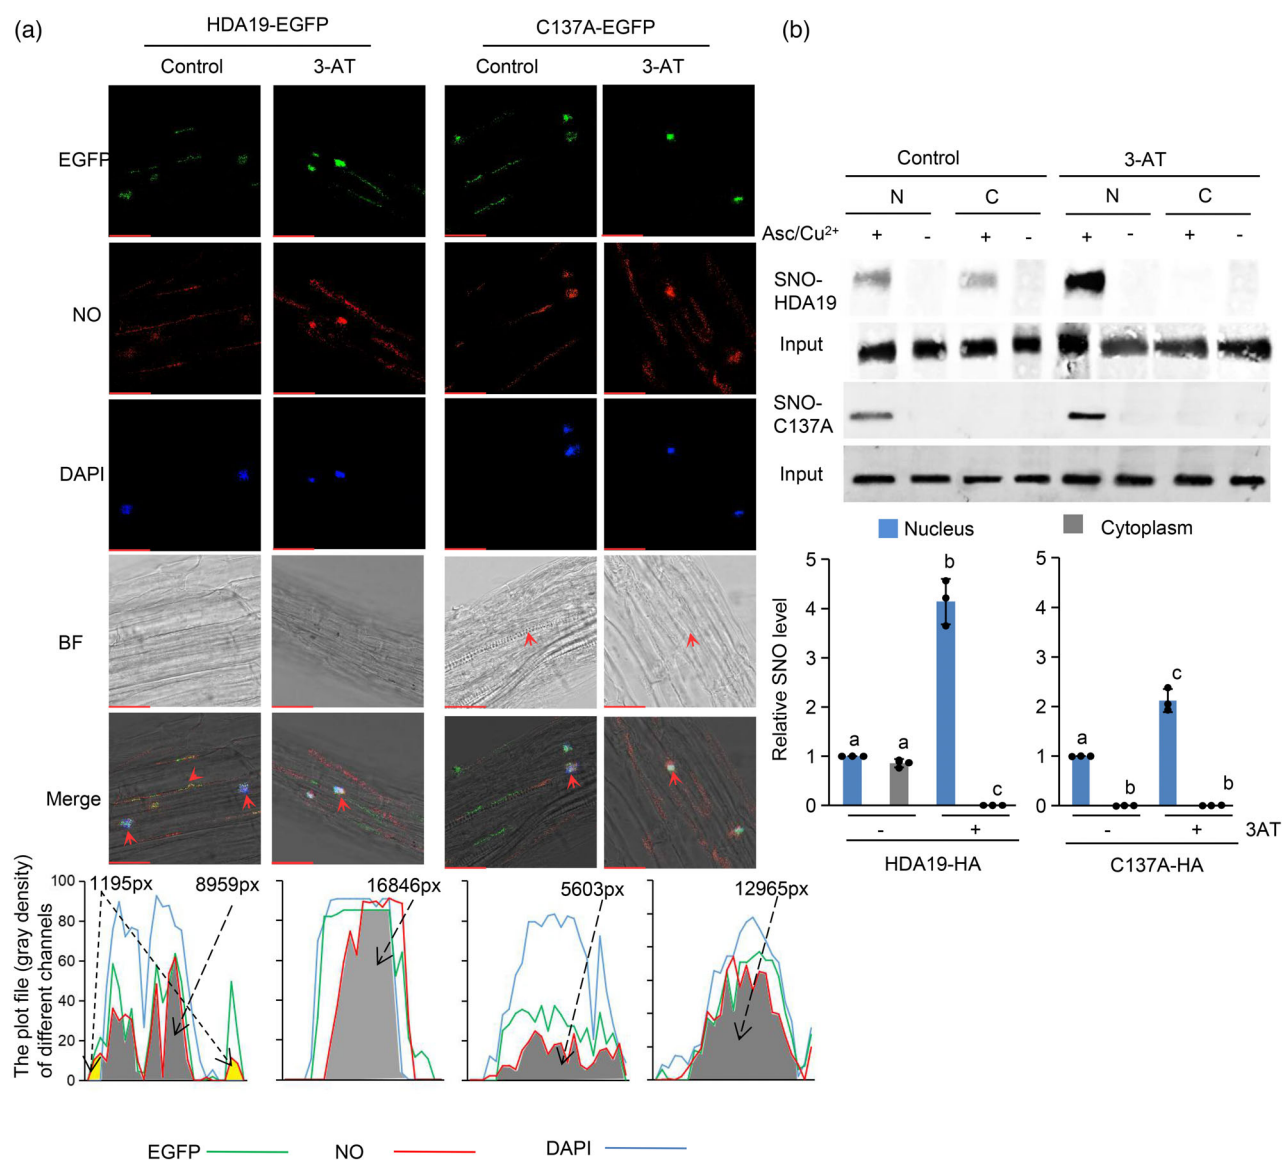 (a)
HDA19-EGFP
C137A-EGFP
Control
3-AT
Control
3-AT
EGFP
NO
DAPI
BF
Merge
The plot file (gray density
of different channels
100
80
60
40
20
0
1195px
8959px
16846px
5603px
12965px
EGFP
NO
DAPI
(b)
Control
3-AT
N
C
N
C
Asc/Cu2+
+ - + - + - + -
SNO-
HDA19
Input
SNO-
C137A
Input
Nucleus
Cytoplasm
Relative SNO level
5
4
3
2
1
0
a
a
b
c
- +
HDA19-HA
5
4
3
2
1
0
a
b
c
b
- +
3AT
C137A-HA